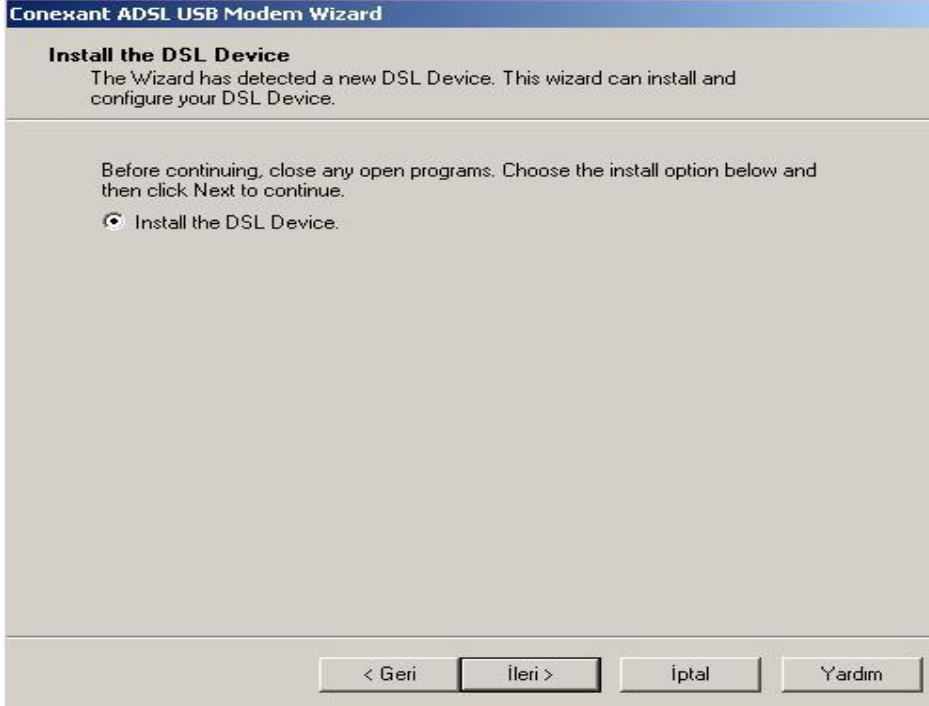 Conexant ADSL USB Modem Wizard
Install the DSL Device
The Wizard has detected a new DSL Device. This wizard can install and
configure your DSL Device.
Before continuing, close any open programs. Choose the install option below and
then click Next to continue.
Install the DSL Device.
< Geri İleri > İptal Yardım